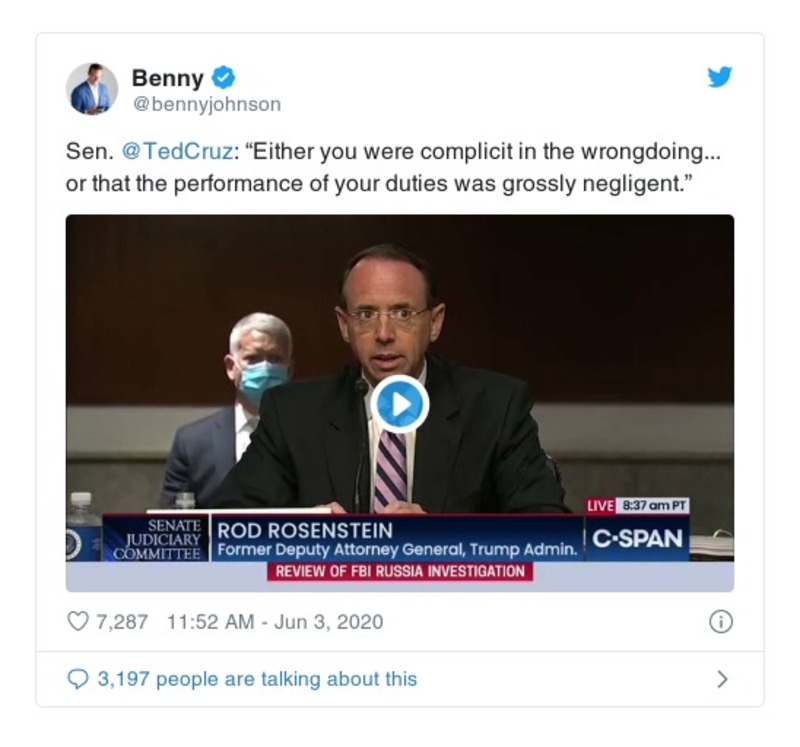 Benny
@bennyjohnson
Sen. @TedCruz: “Either you were complicit in the wrongdoing...
or that the performance of your duties was grossly negligent.”
LIVE 8:37 am PT
SENATE
JUDICIARY
COMMITTEE
ROD ROSENSTEIN
Former Deputy Attorney General, Trump Admin.
C·SPAN
REVIEW OF FBI RUSSIA INVESTIGATION
7,287 11:52 AM - Jun 3, 2020
3,197 people are talking about this